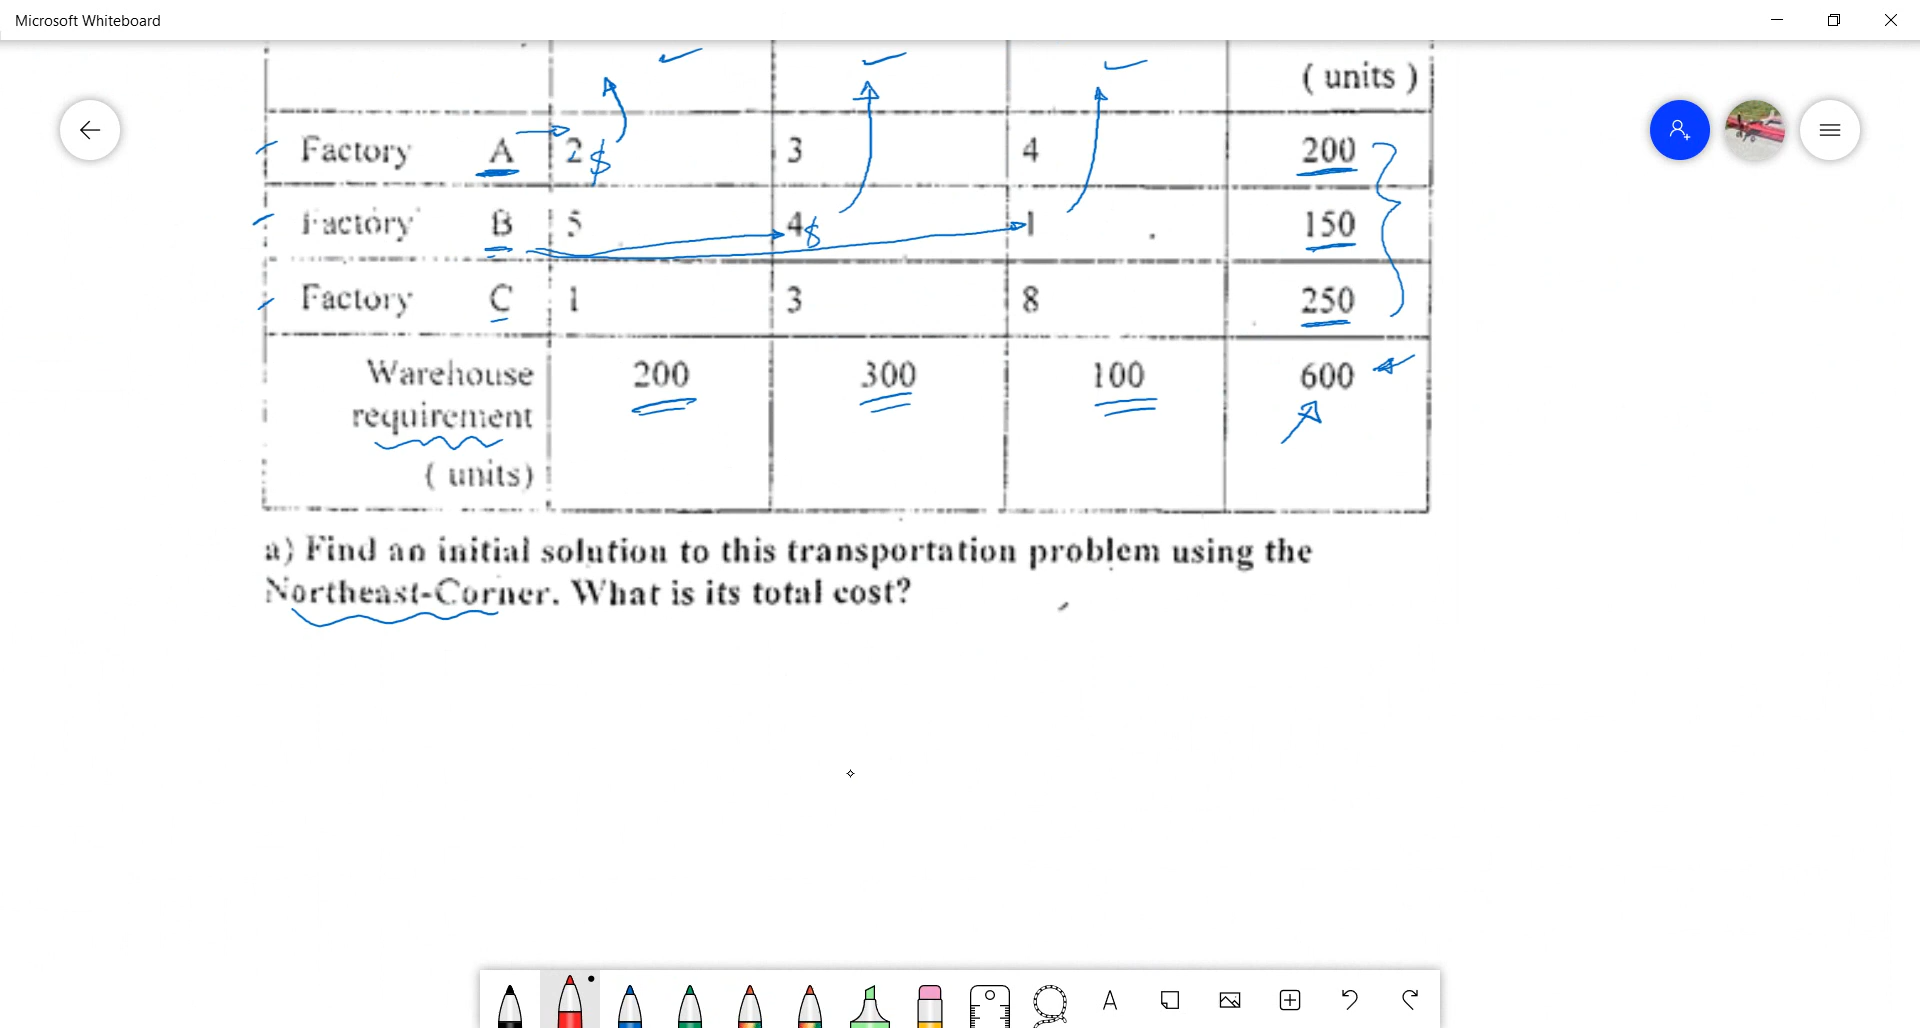 Microsoft Whiteboard
( units )
Factory A 2 $ 3 4 200
Factory B 5 4 $ 1 150
Factory C 1 3 8 250
Warehouse 200 300 100 600
requirement
( units)
a) Find an initial solution to this transportation problem using the
Northeast-Corner. What is its total cost?
A